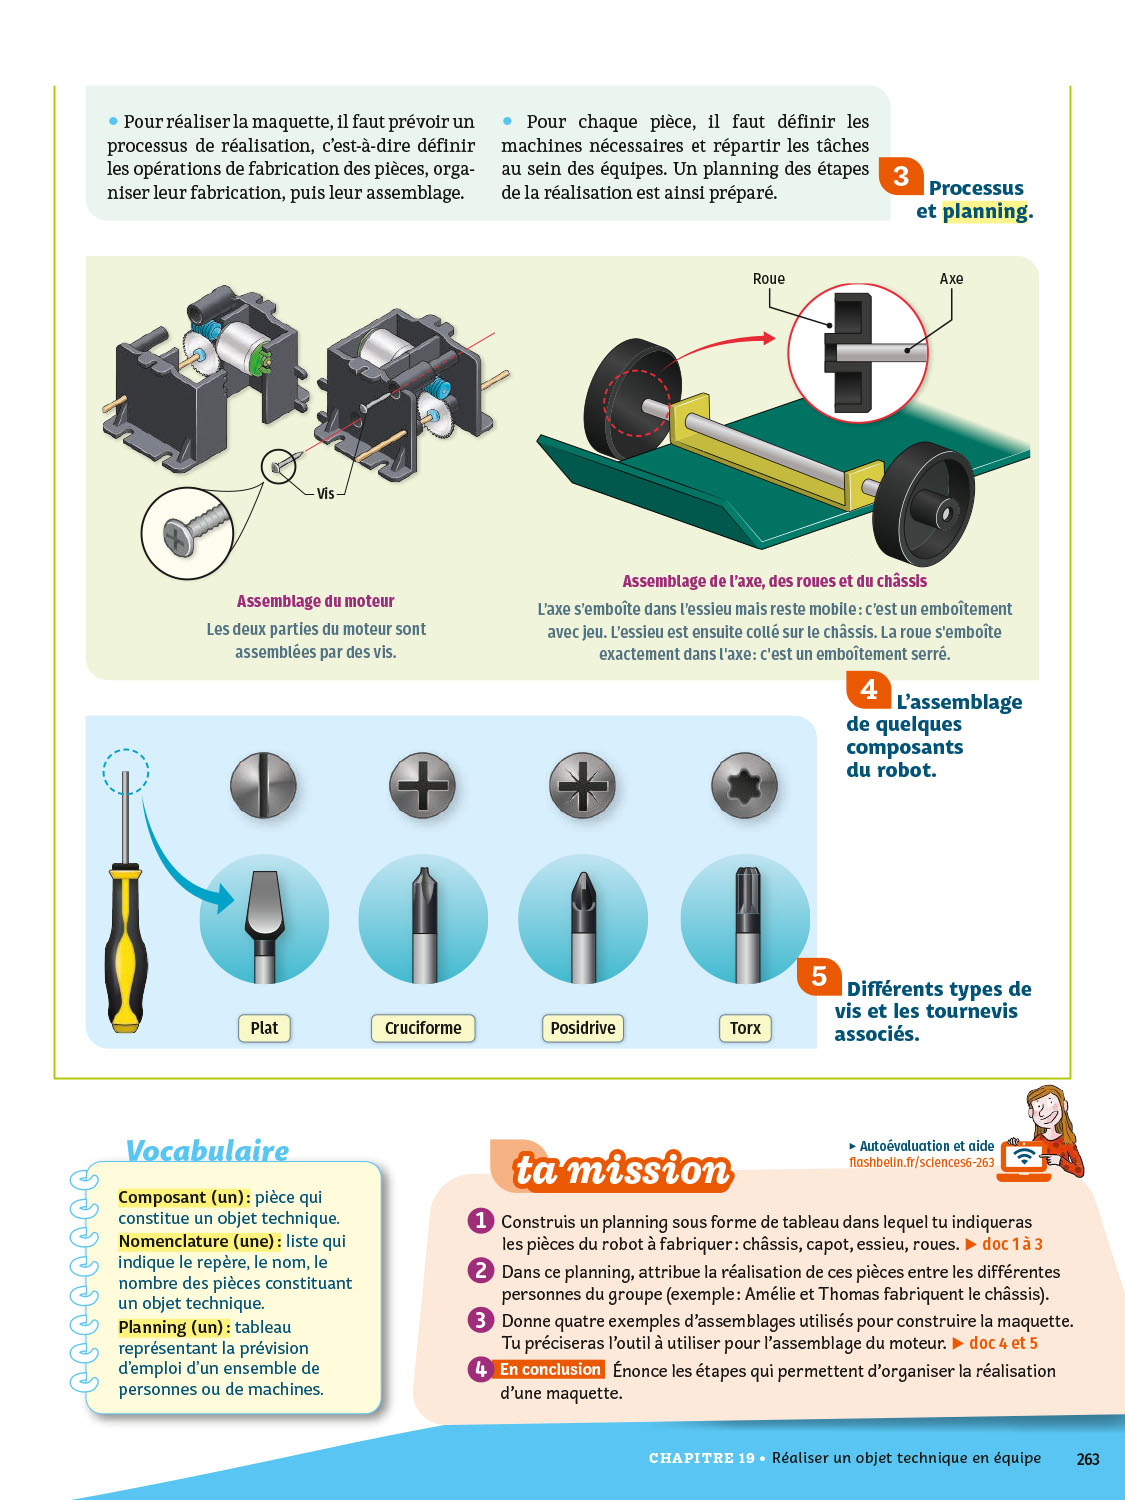 • Pour réaliser la maquette, il faut prévoir un
processus de réalisation, c'est-à-dire définir
les opérations de fabrication des pièces, orga-
niser leur fabrication, puis leur assemblage.
• Pour chaque pièce, il faut définir les
machines nécessaires et répartir les tâches
au sein des équipes. Un planning des étapes
de la réalisation est ainsi préparé.
3 Processus
et planning.
Roue
Axe
Vis
Assemblage du moteur
Les deux parties du moteur sont
assemblées par des vis.
Assemblage de l'axe, des roues et du châssis
L'axe s'emboîte dans l'essieu mais reste mobile : c'est un emboîtement
avec jeu. L'essieu est ensuite collé sur le châssis. La roue s'emboîte
exactement dans l'axe : c'est un emboîtement serré.
4 L'assemblage
de quelques
composants
du robot.
Plat
Cruciforme
Posidrive
Torx
5 Différents types de
vis et les tournevis
associés.
Vocabulaire
Composant (un) : pièce qui
constitue un objet technique.
Nomenclature (une) : liste qui
indique le repère, le nom, le
nombre des pièces constituant
un objet technique.
Planning (un) : tableau
représentant la prévision
d'emploi d'un ensemble de
personnes ou de machines.
ta mission
▸ Autoévaluation et aide
flashbelin.fr/sciences6-263
1 Construis un planning sous forme de tableau dans lequel tu indiqueras
les pièces du robot à fabriquer : châssis, capot, essieu, roues. ▶ doc 1 à 3
2 Dans ce planning, attribue la réalisation de ces pièces entre les différentes
personnes du groupe (exemple : Amélie et Thomas fabriquent le châssis).
3 Donne quatre exemples d'assemblages utilisés pour construire la maquette.
Tu préciseras l'outil à utiliser pour l'assemblage du moteur. ▶ doc 4 et 5
4 En conclusion Énonce les étapes qui permettent d'organiser la réalisation
d'une maquette.
CHAPITRE 19 • Réaliser un objet technique en équipe 263